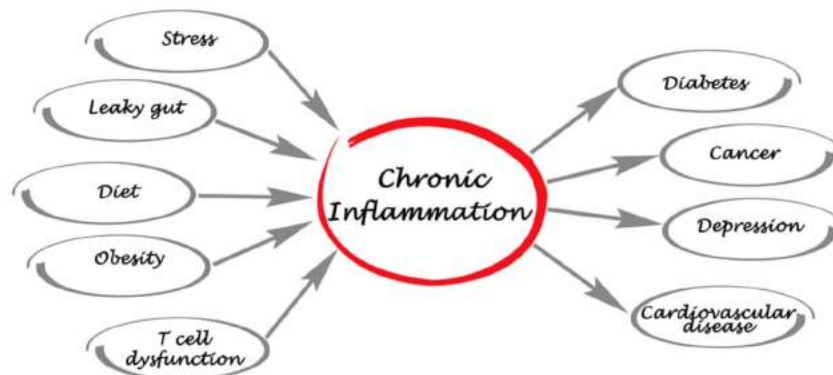 Stress
Leaky gut
Diet
Obesity
T cell
dysfunction
Chronic
Inflammation
Diabetes
Cancer
Depression
Cardiovascular
disease